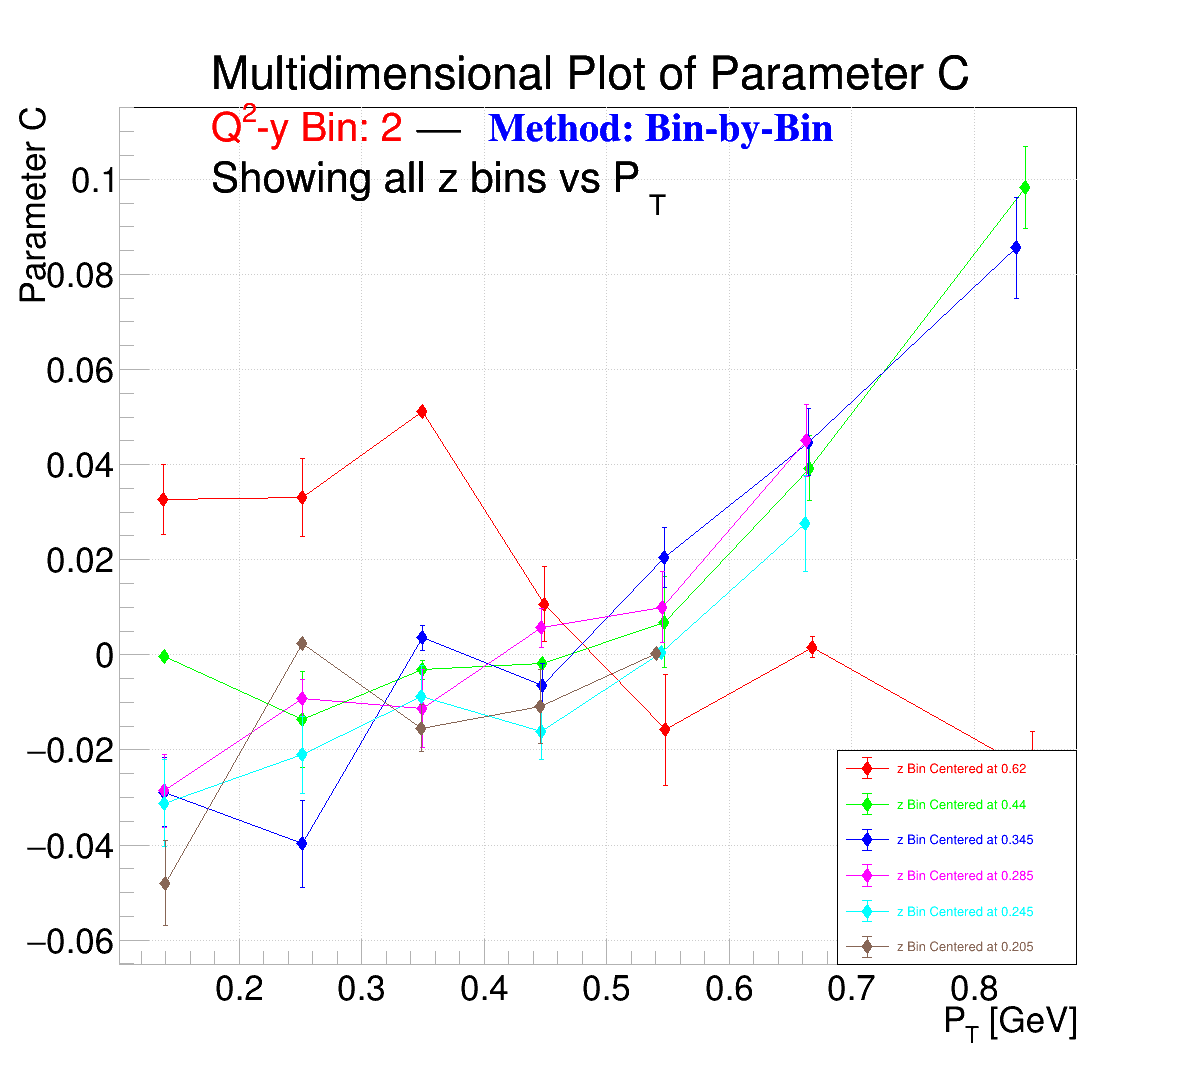 Multidimensional Plot of Parameter C
Q²-y Bin: 2 — Method: Bin-by-Bin
Showing all z bins vs P_T
Parameter C
0.1
0.08
0.06
0.04
0.02
0
−0.02
−0.04
−0.06
z Bin Centered at 0.62
z Bin Centered at 0.44
z Bin Centered at 0.345
z Bin Centered at 0.285
z Bin Centered at 0.245
z Bin Centered at 0.205
0.2 0.3 0.4 0.5 0.6 0.7 0.8
P_T [GeV]